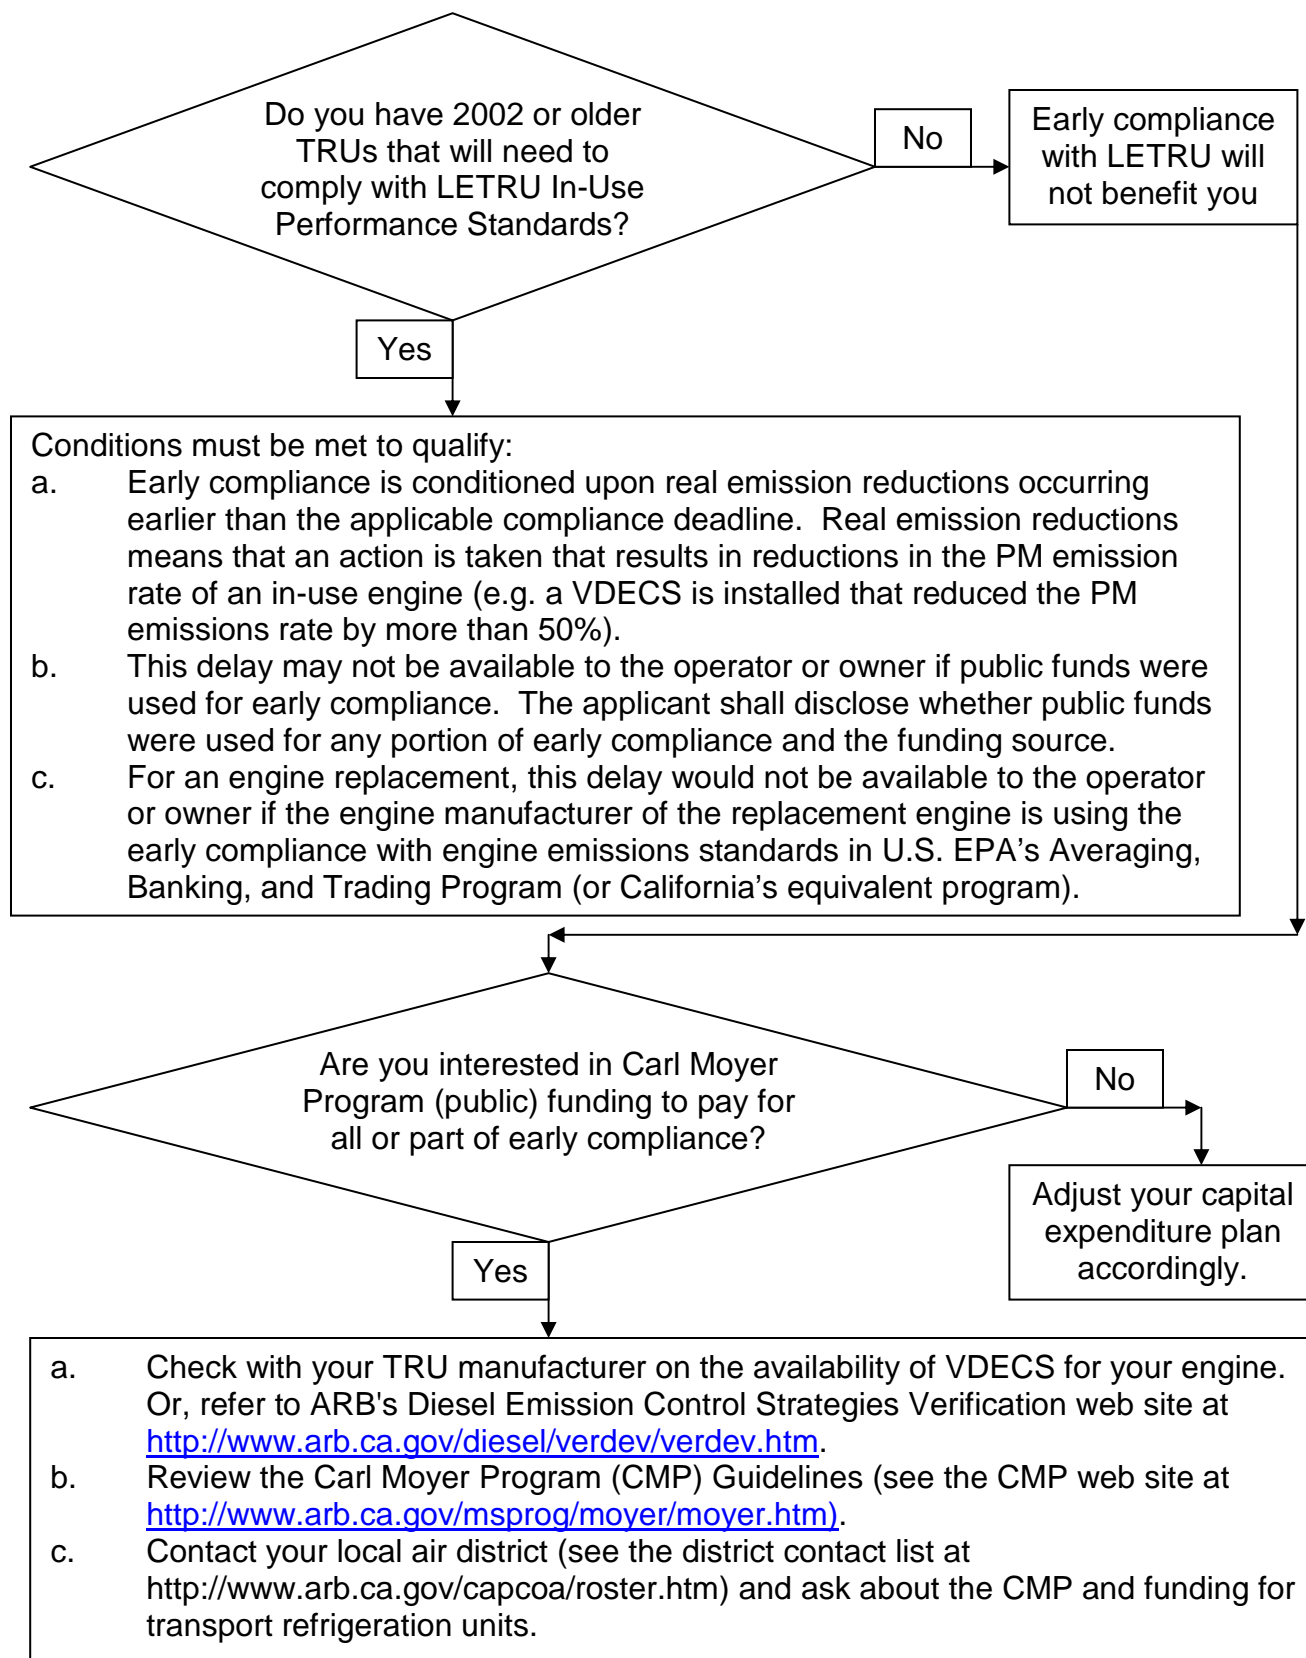 Do you have 2002 or older
TRUs that will need to
comply with LETRU In-Use
Performance Standards?
No
Early compliance
with LETRU will
not benefit you
Yes
Conditions must be met to qualify:
a. Early compliance is conditioned upon real emission reductions occurring
earlier than the applicable compliance deadline. Real emission reductions
means that an action is taken that results in reductions in the PM emission
rate of an in-use engine (e.g. a VDECS is installed that reduced the PM
emissions rate by more than 50%).
b. This delay may not be available to the operator or owner if public funds were
used for early compliance. The applicant shall disclose whether public funds
were used for any portion of early compliance and the funding source.
c. For an engine replacement, this delay would not be available to the operator
or owner if the engine manufacturer of the replacement engine is using the
early compliance with engine emissions standards in U.S. EPA's Averaging,
Banking, and Trading Program (or California's equivalent program).
Are you interested in Carl Moyer
Program (public) funding to pay for
all or part of early compliance?
No
Adjust your capital
expenditure plan
accordingly.
Yes
a. Check with your TRU manufacturer on the availability of VDECS for your engine.
Or, refer to ARB's Diesel Emission Control Strategies Verification web site at
http://www.arb.ca.gov/diesel/verdev/verdev.htm.
b. Review the Carl Moyer Program (CMP) Guidelines (see the CMP web site at
http://www.arb.ca.gov/msprog/moyer/moyer.htm).
c. Contact your local air district (see the district contact list at
http://www.arb.ca.gov/capcoa/roster.htm) and ask about the CMP and funding for
transport refrigeration units.